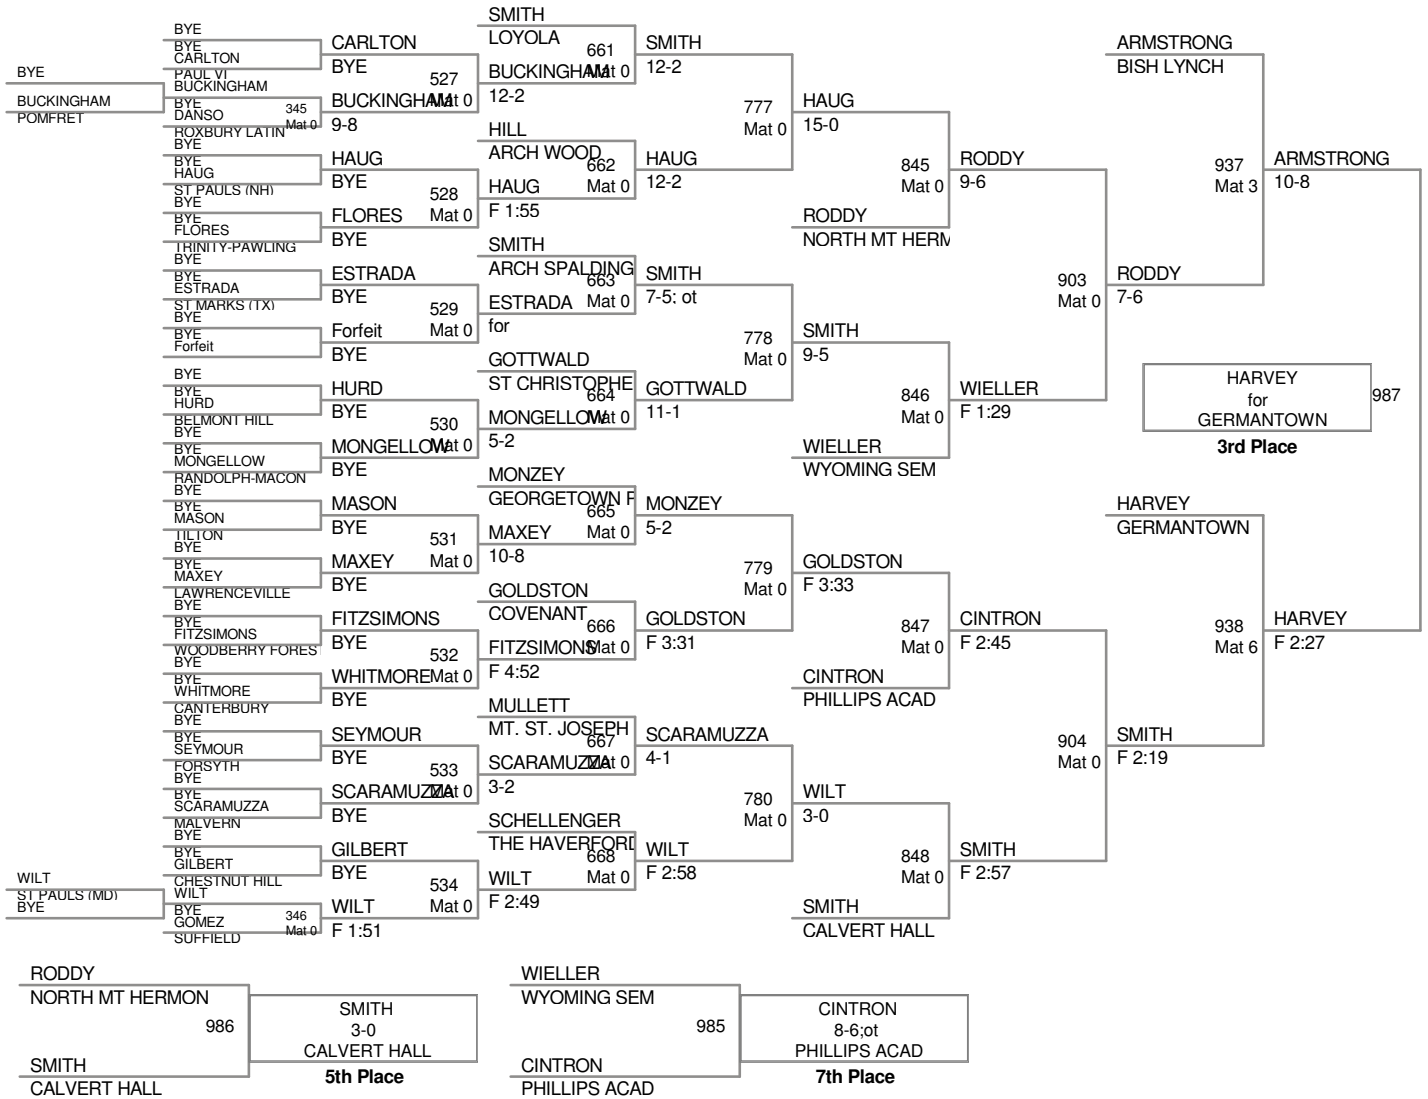 BYE
BUCKINGHAM
POMFRET
WILT
ST PAULS (MD)
BYE
BYE
BYE
CARLTON
PAUL VI
BUCKINGHAM
BYE
DANSO
ROXBURY LATIN
345
Mat 0
BYE
BYE
HAUG
ST PAULS (NH)
BYE
BYE
FLORES
TRINITY-PAWLING
BYE
BYE
ESTRADA
ST MARKS (TX)
BYE
BYE
Forfeit
BYE
BYE
HURD
BELMONT HILL
BYE
BYE
MONGELLOW
RANDOLPH-MACON
BYE
BYE
MASON
TILTON
BYE
BYE
MAXEY
LAWRENCEVILLE
BYE
BYE
FITZSIMONS
WOODBERRY FORES
BYE
BYE
WHITMORE
CANTERBURY
BYE
BYE
SEYMOUR
FORSYTH
BYE
BYE
SCARAMUZZA
MALVERN
BYE
BYE
GILBERT
CHESTNUT HILL
WILT
BYE
GOMEZ
SUFFIELD
346
Mat 0
CARLTON
BYE
527
Mat 0
BUCKINGHAM
9-8
HAUG
BYE
528
Mat 0
FLORES
BYE
ESTRADA
BYE
529
Mat 0
Forfeit
BYE
HURD
BYE
530
Mat 0
MONGELLOW
BYE
MASON
BYE
531
Mat 0
MAXEY
BYE
FITZSIMONS
BYE
532
Mat 0
WHITMORE
BYE
SEYMOUR
BYE
533
Mat 0
SCARAMUZZA
BYE
GILBERT
BYE
534
Mat 0
WILT
F 1:51
SMITH
LOYOLA
661
Mat 0
BUCKINGHAM
12-2
HILL
ARCH WOOD
662
Mat 0
HAUG
F 1:55
SMITH
ARCH SPALDING
663
Mat 0
ESTRADA
for
GOTTWALD
ST CHRISTOPHE
664
Mat 0
MONGELLOW
5-2
MONZEY
GEORGETOWN P
665
Mat 0
MAXEY
10-8
GOLDSTON
COVENANT
666
Mat 0
FITZSIMONS
F 4:52
MULLETT
MT. ST. JOSEPH
667
Mat 0
SCARAMUZZA
3-2
SCHELLENGER
THE HAVERFORD
668
Mat 0
WILT
F 2:49
SMITH
12-2
777
Mat 0
HAUG
12-2
SMITH
7-5; ot
778
Mat 0
GOTTWALD
11-1
MONZEY
5-2
779
Mat 0
GOLDSTON
F 3:31
SCARAMUZZA
4-1
780
Mat 0
WILT
F 2:58
HAUG
15-0
845
Mat 0
RODDY
NORTH MT HERM
SMITH
9-5
846
Mat 0
WIELLER
WYOMING SEM
GOLDSTON
F 3:33
847
Mat 0
CINTRON
PHILLIPS ACAD
WILT
3-0
848
Mat 0
SMITH
CALVERT HALL
RODDY
9-6
903
Mat 0
WIELLER
F 1:29
CINTRON
F 2:45
904
Mat 0
SMITH
F 2:57
ARMSTRONG
BISH LYNCH
937
Mat 3
RODDY
7-6
HARVEY
GERMANTOWN
938
Mat 6
SMITH
F 2:19
ARMSTRONG
10-8
HARVEY
for
GERMANTOWN
987
3rd Place
HARVEY
F 2:27
RODDY
NORTH MT HERMON
986
SMITH
CALVERT HALL
SMITH
3-0
CALVERT HALL
5th Place
WIELLER
WYOMING SEM
985
CINTRON
PHILLIPS ACAD
CINTRON
8-6;ot
PHILLIPS ACAD
7th Place